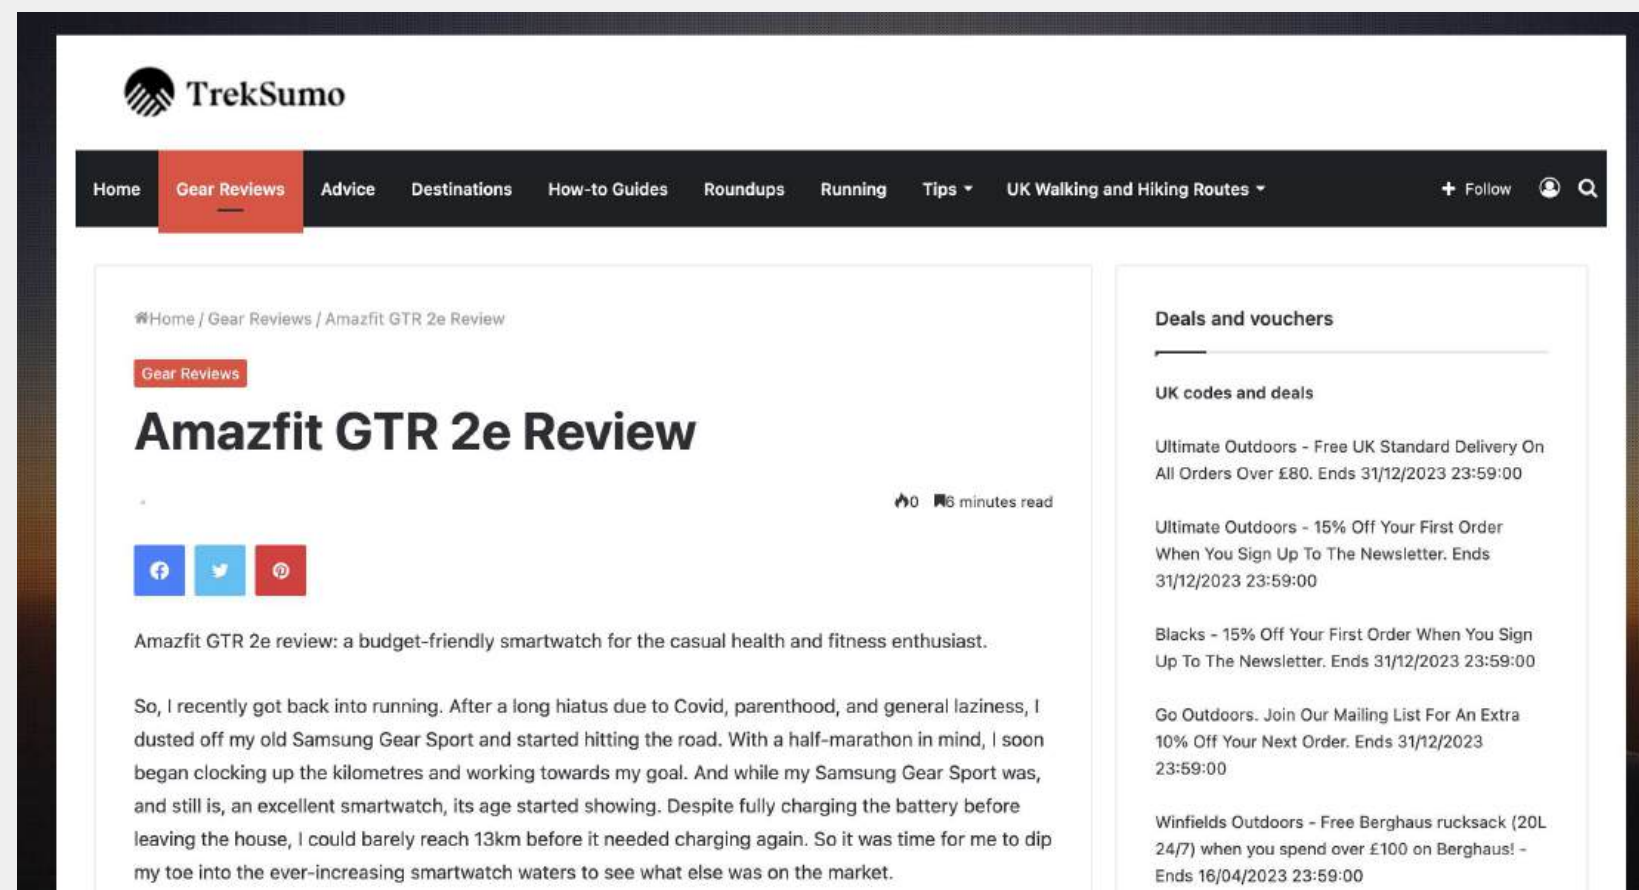 TrekSumo
Home Gear Reviews Advice Destinations How-to Guides Roundups Running Tips UK Walking and Hiking Routes + Follow
Home / Gear Reviews / Amazfit GTR 2e Review
Gear Reviews
Amazfit GTR 2e Review
0 6 minutes read
Amazfit GTR 2e review: a budget-friendly smartwatch for the casual health and fitness enthusiast.
So, I recently got back into running. After a long hiatus due to Covid, parenthood, and general laziness, I
dusted off my old Samsung Gear Sport and started hitting the road. With a half-marathon in mind, I soon
began clocking up the kilometres and working towards my goal. And while my Samsung Gear Sport was,
and still is, an excellent smartwatch, its age started showing. Despite fully charging the battery before
leaving the house, I could barely reach 13km before it needed charging again. So it was time for me to dip
my toe into the ever-increasing smartwatch waters to see what else was on the market.
Deals and vouchers
UK codes and deals
Ultimate Outdoors - Free UK Standard Delivery On
All Orders Over £80. Ends 31/12/2023 23:59:00
Ultimate Outdoors - 15% Off Your First Order
When You Sign Up To The Newsletter. Ends
31/12/2023 23:59:00
Blacks - 15% Off Your First Order When You Sign
Up To The Newsletter. Ends 31/12/2023 23:59:00
Go Outdoors. Join Our Mailing List For An Extra
10% Off Your Next Order. Ends 31/12/2023
23:59:00
Winfields Outdoors - Free Berghaus rucksack (20L
24/7) when you spend over £100 on Berghaus! -
Ends 16/04/2023 23:59:00